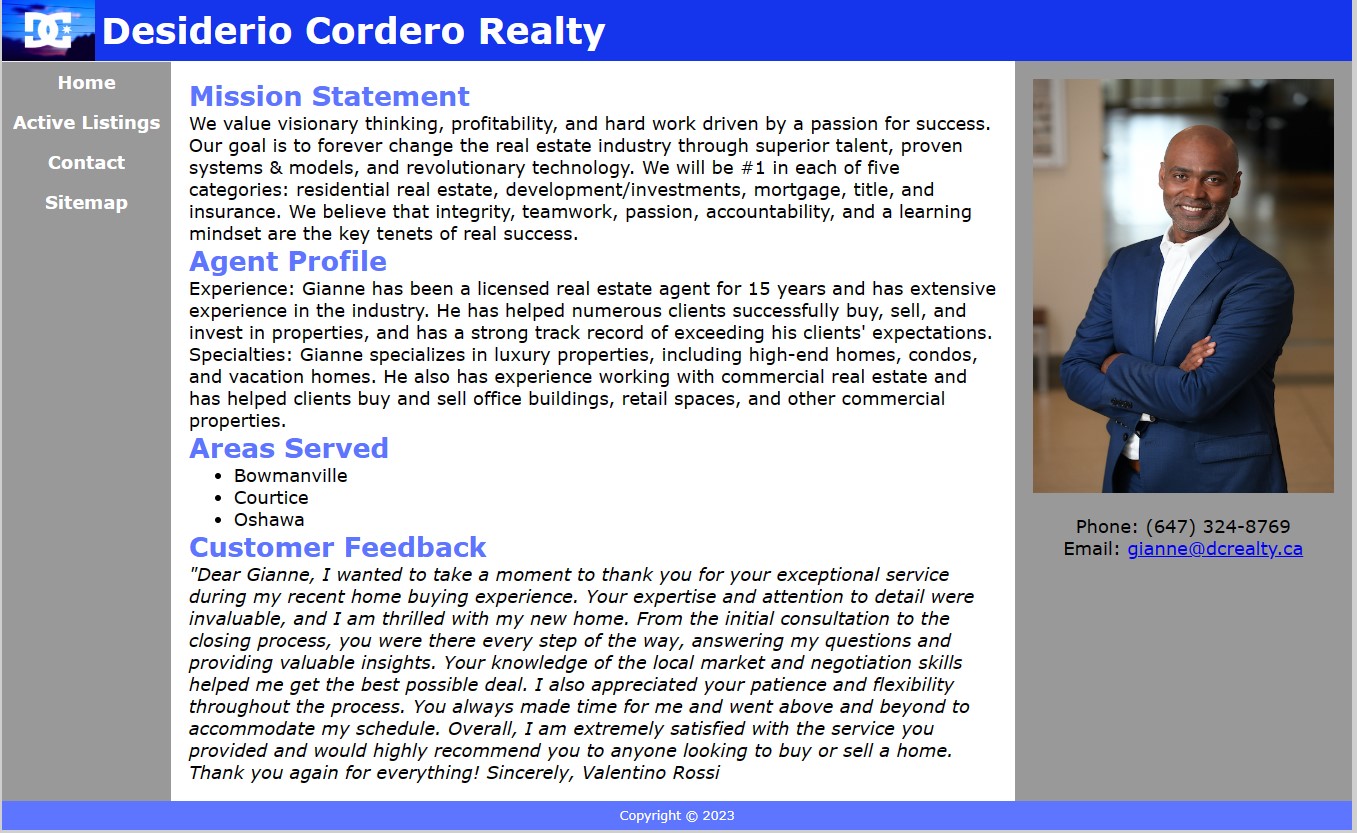 DC
Desiderio Cordero Realty
Home
Active Listings
Contact
Sitemap
Mission Statement
We value visionary thinking, profitability, and hard work driven by a passion for success.
Our goal is to forever change the real estate industry through superior talent, proven
systems & models, and revolutionary technology. We will be #1 in each of five
categories: residential real estate, development/investments, mortgage, title, and
insurance. We believe that integrity, teamwork, passion, accountability, and a learning
mindset are the key tenets of real success.
Agent Profile
Experience: Gianne has been a licensed real estate agent for 15 years and has extensive
experience in the industry. He has helped numerous clients successfully buy, sell, and
invest in properties, and has a strong track record of exceeding his clients' expectations.
Specialties: Gianne specializes in luxury properties, including high-end homes, condos,
and vacation homes. He also has experience working with commercial real estate and
has helped clients buy and sell office buildings, retail spaces, and other commercial
properties.
Areas Served
• Bowmanville
• Courtice
• Oshawa
Customer Feedback
"Dear Gianne, I wanted to take a moment to thank you for your exceptional service
during my recent home buying experience. Your expertise and attention to detail were
invaluable, and I am thrilled with my new home. From the initial consultation to the
closing process, you were there every step of the way, answering my questions and
providing valuable insights. Your knowledge of the local market and negotiation skills
helped me get the best possible deal. I also appreciated your patience and flexibility
throughout the process. You always made time for me and went above and beyond to
accommodate my schedule. Overall, I am extremely satisfied with the service you
provided and would highly recommend you to anyone looking to buy or sell a home.
Thank you again for everything! Sincerely, Valentino Rossi
Phone: (647) 324-8769
Email: gianne@dcrealty.ca
Copyright © 2023